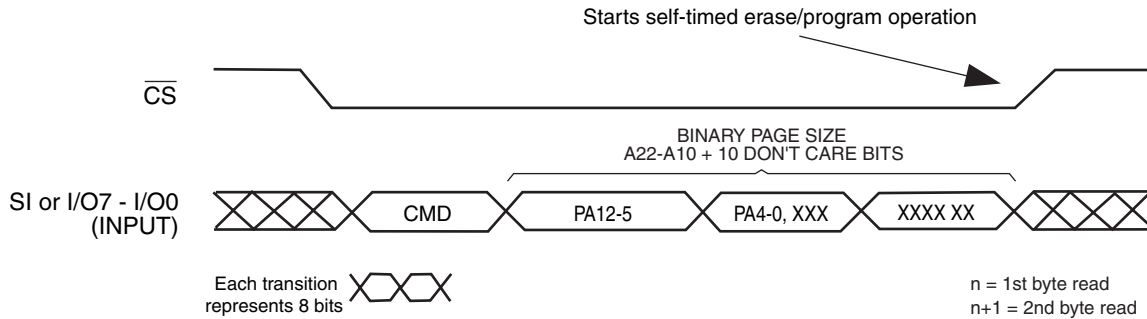 Starts self-timed erase/program operation
CS
BINARY PAGE SIZE
A22-A10 + 10 DON'T CARE BITS
SI or I/O7 - I/O0
(INPUT)
CMD
PA12-5
PA4-0, XXX
XXXX XX
Each transition
represents 8 bits
n = 1st byte read
n+1 = 2nd byte read